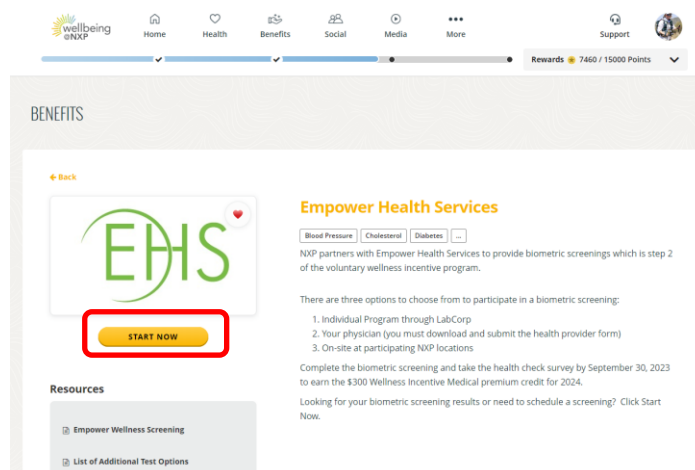 wellbeing
@NXP
Home
Health
Benefits
Social
Media
More
Support
Rewards 7460 / 15000 Points
BENEFITS
Back
EHS
START NOW
Resources
Empower Wellness Screening
List of Additional Test Options
Empower Health Services
Blood Pressure Cholesterol Diabetes ...
NXP partners with Empower Health Services to provide biometric screenings which is step 2
of the voluntary wellness incentive program.
There are three options to choose from to participate in a biometric screening:
1. Individual Program through LabCorp
2. Your physician (you must download and submit the health provider form)
3. On-site at participating NXP locations
Complete the biometric screening and take the health check survey by September 30, 2023
to earn the $300 Wellness Incentive Medical premium credit for 2024.
Looking for your biometric screening results or need to schedule a screening? Click Start
Now.